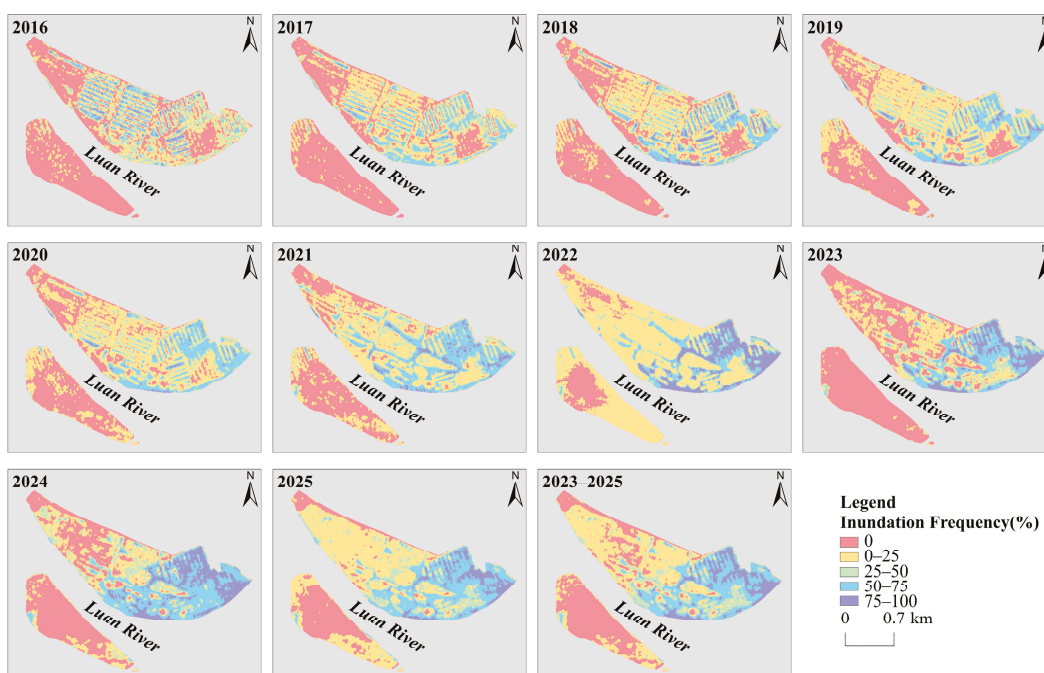 2016
N
Luan River
2017
N
Luan River
2018
N
Luan River
2019
N
Luan River
2020
N
Luan River
2021
N
Luan River
2022
N
Luan River
2023
N
Luan River
2024
N
Luan River
2025
N
Luan River
2023–2025
N
Luan River
Legend
Inundation Frequency(%)
0
0–25
25–50
50–75
75–100
0 0.7 km